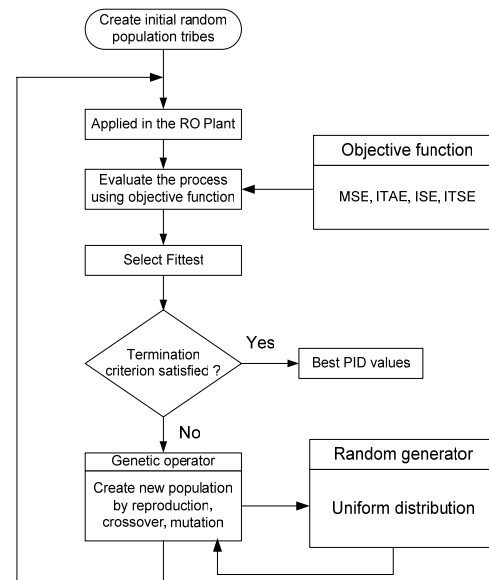 Create initial random
population tribes
Applied in the RO Plant
Evaluate the process
using objective function
Objective function
MSE, ITAE, ISE, ITSE
Select Fittest
Termination
criterion satisfied ?
Yes
Best PID values
No
Genetic operator
Create new population
by reproduction,
crossover, mutation
Random generator
Uniform distribution